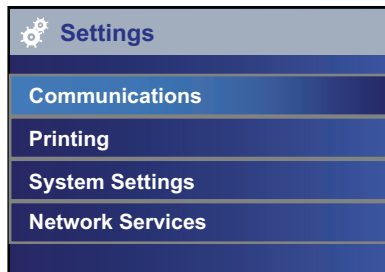 Settings
Communications
Printing
System Settings
Network Services